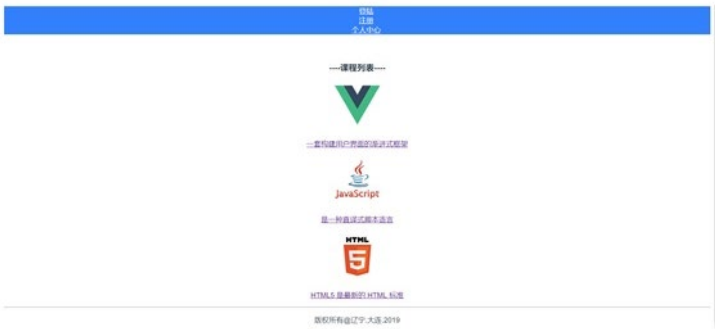 登陆
注册
个人中心
----课程列表----
一套构建用户界面的渐进式框架
JavaScript
是一种直译式脚本语言
HTML
5
HTML5 是最新的 HTML 标准
版权所有@辽宁.大连.2019